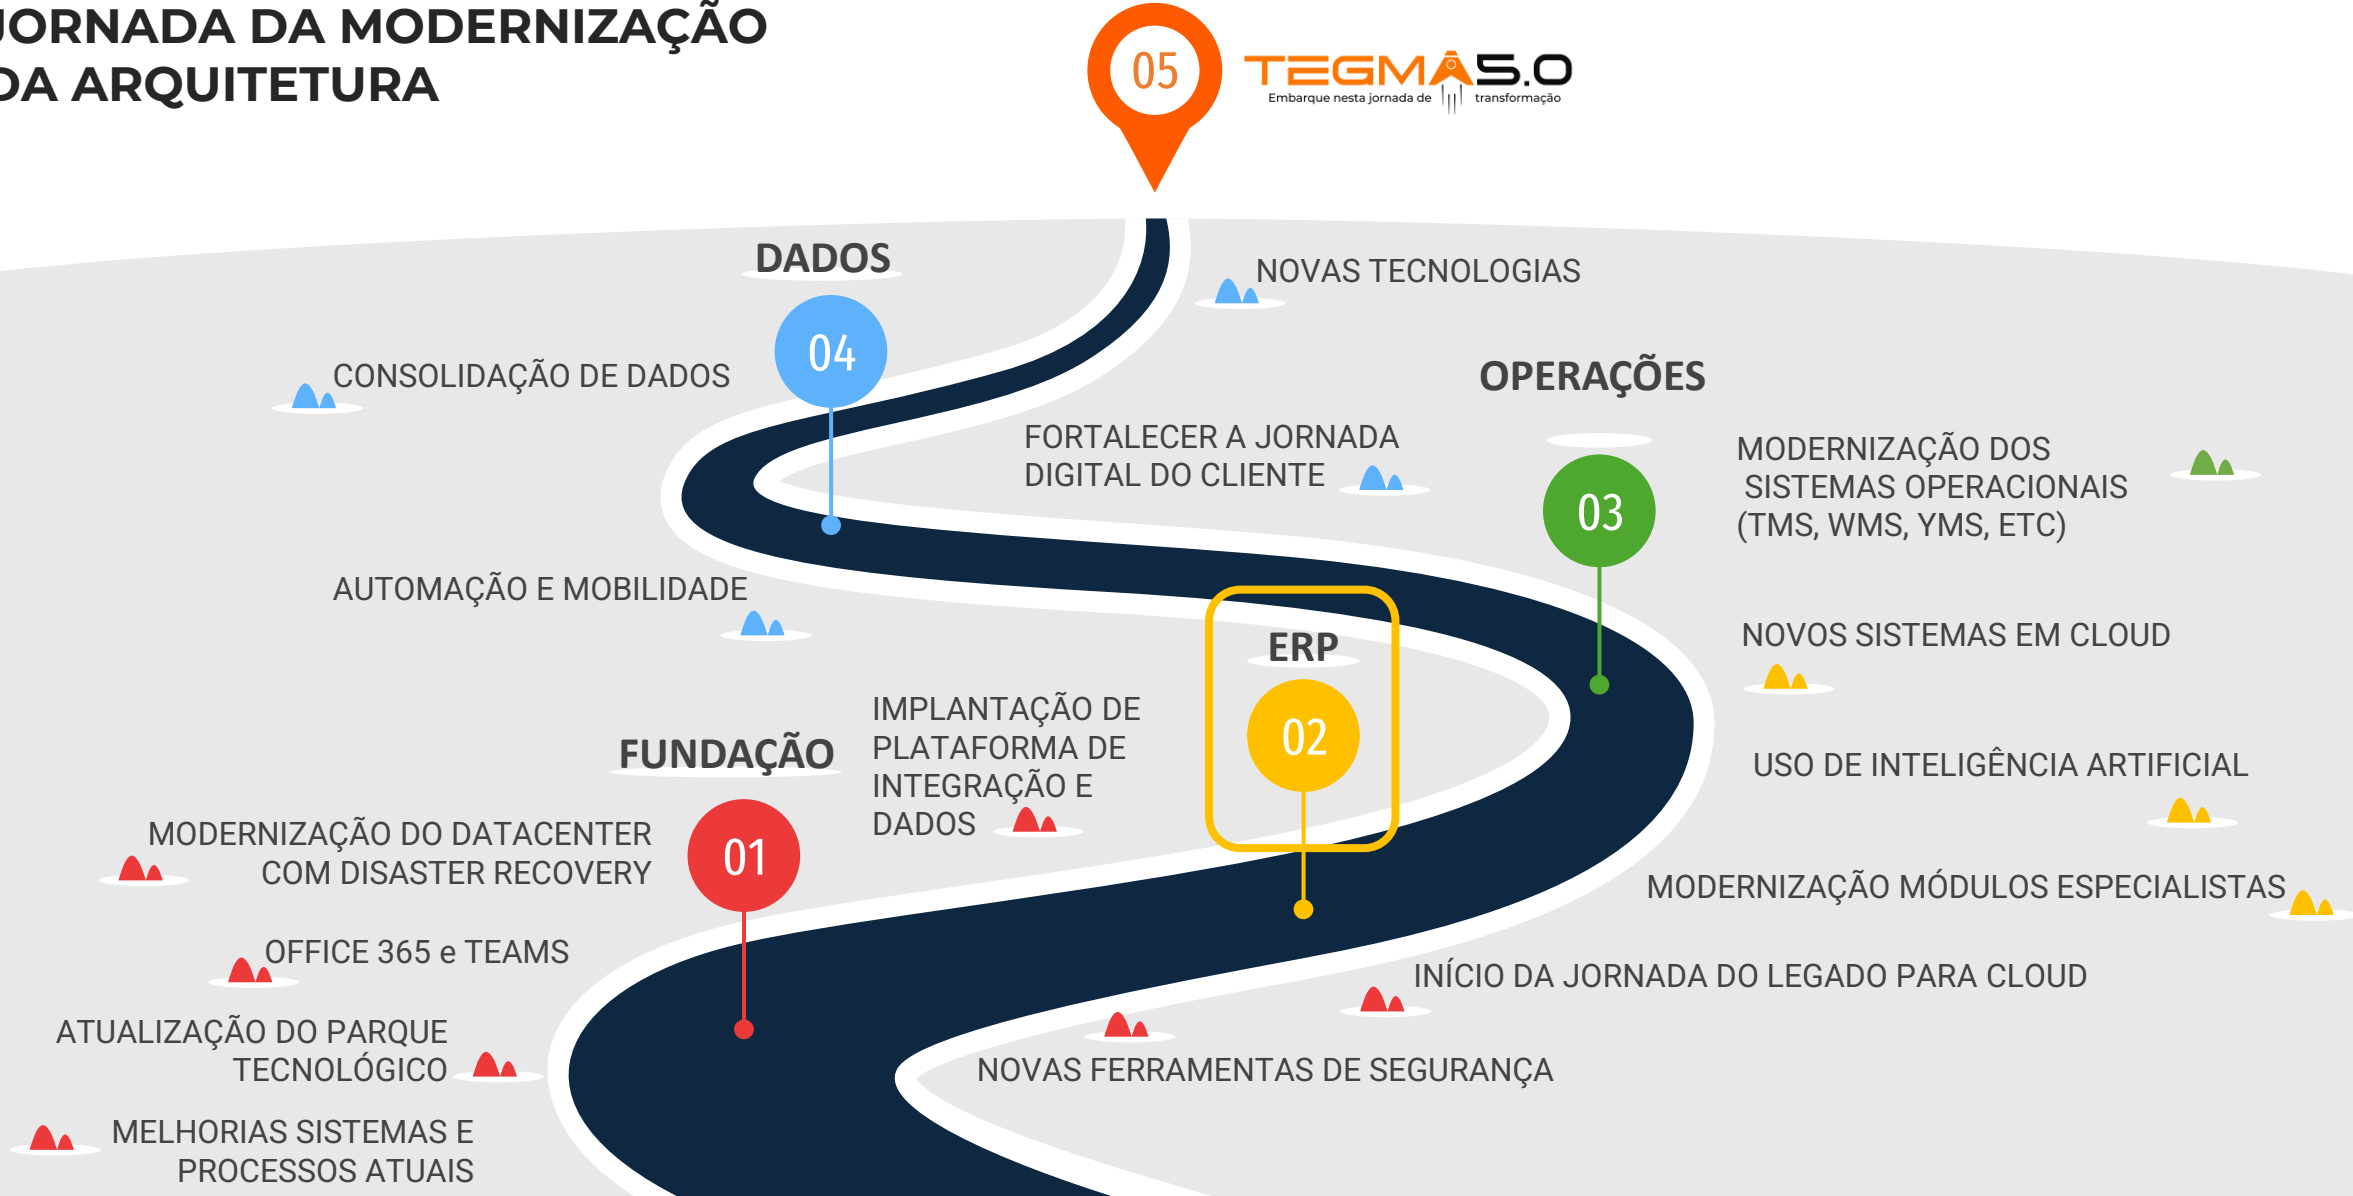 JORNADA DA MODERNIZAÇÃO
DA ARQUITETURA
05
TEGMA5.0
Embarque nesta jornada de transformação
DADOS
04
NOVAS TECNOLOGIAS
CONSOLIDAÇÃO DE DADOS
OPERAÇÕES
03
FORTALECER A JORNADA
DIGITAL DO CLIENTE
MODERNIZAÇÃO DOS
SISTEMAS OPERACIONAIS
(TMS, WMS, YMS, ETC)
AUTOMAÇÃO E MOBILIDADE
ERP
02
NOVOS SISTEMAS EM CLOUD
IMPLANTAÇÃO DE
PLATAFORMA DE
INTEGRAÇÃO E
DADOS
FUNDAÇÃO
01
USO DE INTELIGÊNCIA ARTIFICIAL
MODERNIZAÇÃO DO DATACENTER
COM DISASTER RECOVERY
MODERNIZAÇÃO MÓDULOS ESPECIALISTAS
OFFICE 365 e TEAMS
INÍCIO DA JORNADA DO LEGADO PARA CLOUD
ATUALIZAÇÃO DO PARQUE
TECNOLÓGICO
NOVAS FERRAMENTAS DE SEGURANÇA
MELHORIAS SISTEMAS E
PROCESSOS ATUAIS